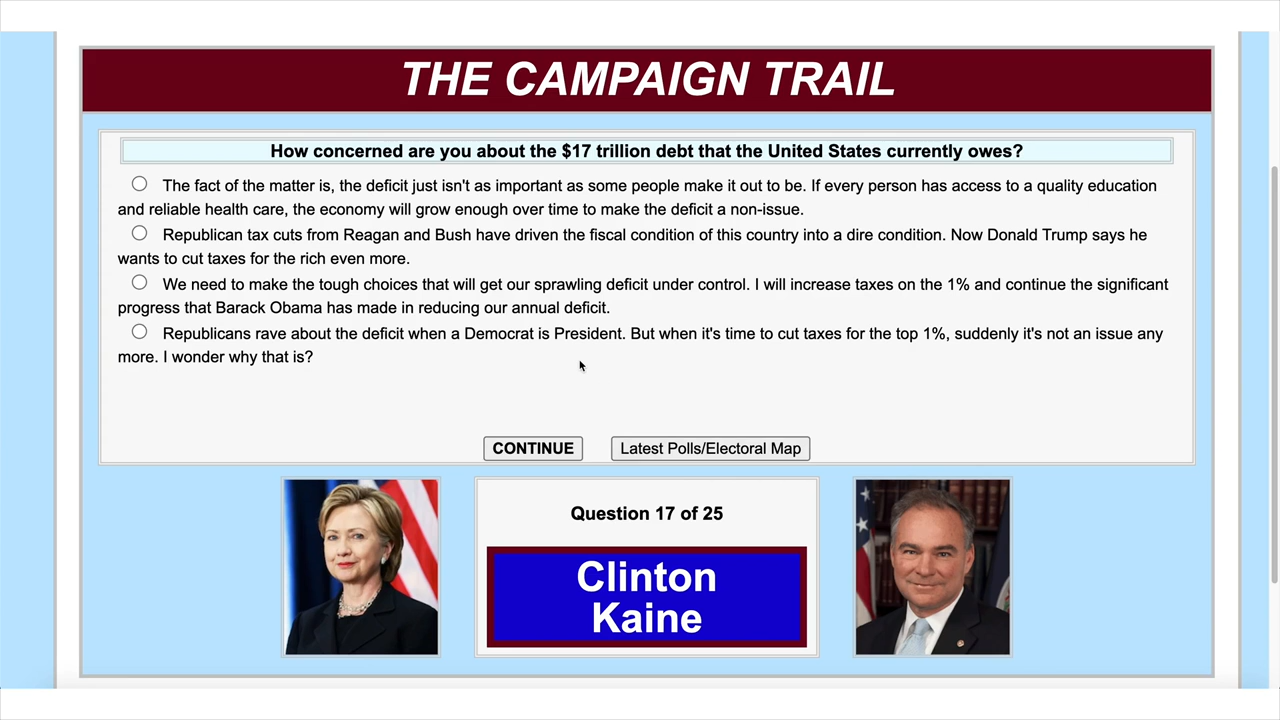 THE CAMPAIGN TRAIL
How concerned are you about the $17 trillion debt that the United States currently owes?
The fact of the matter is, the deficit just isn't as important as some people make it out to be. If every person has access to a quality education
and reliable health care, the economy will grow enough over time to make the deficit a non-issue.
Republican tax cuts from Reagan and Bush have driven the fiscal condition of this country into a dire condition. Now Donald Trump says he
wants to cut taxes for the rich even more.
We need to make the tough choices that will get our sprawling deficit under control. I will increase taxes on the 1% and continue the significant
progress that Barack Obama has made in reducing our annual deficit.
Republicans rave about the deficit when a Democrat is President. But when it's time to cut taxes for the top 1%, suddenly it's not an issue any
more. I wonder why that is?
CONTINUE
Latest Polls/Electoral Map
Question 17 of 25
Clinton
Kaine